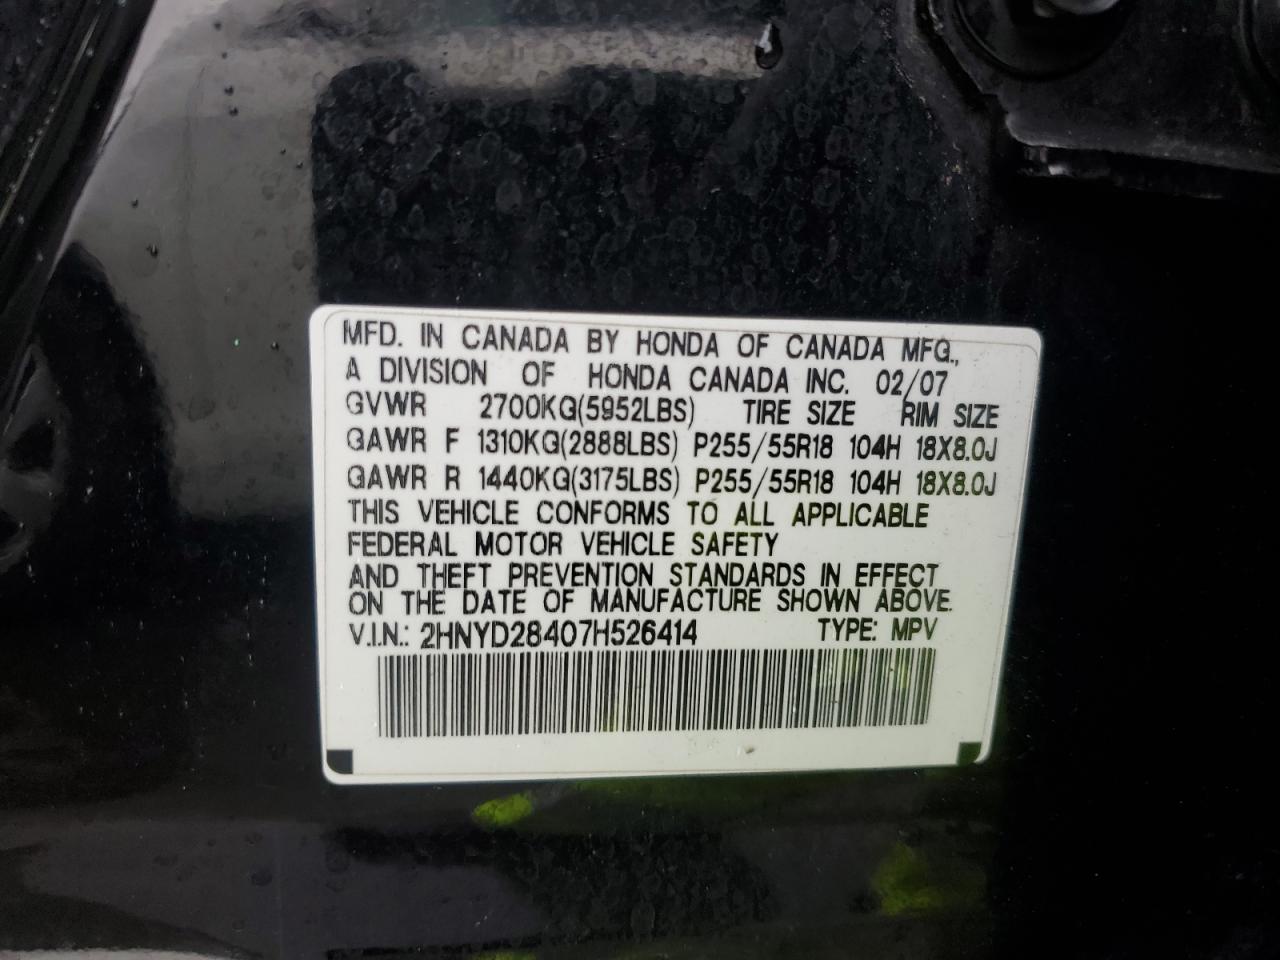 MFD. IN CANADA BY HONDA OF CANADA MFG.,
A DIVISION OF HONDA CANADA INC. 02/07
GVWR 2700KG(5952LBS) TIRE SIZE RIM SIZE
GAWR F 1310KG(2888LBS) P255/55R18 104H 18X8.0J
GAWR R 1440KG(3175LBS) P255/55R18 104H 18X8.0J
THIS VEHICLE CONFORMS TO ALL APPLICABLE
FEDERAL MOTOR VEHICLE SAFETY
AND THEFT PREVENTION STANDARDS IN EFFECT
ON THE DATE OF MANUFACTURE SHOWN ABOVE.
V.I.N.: 2HNYD28407H526414 TYPE: MPV